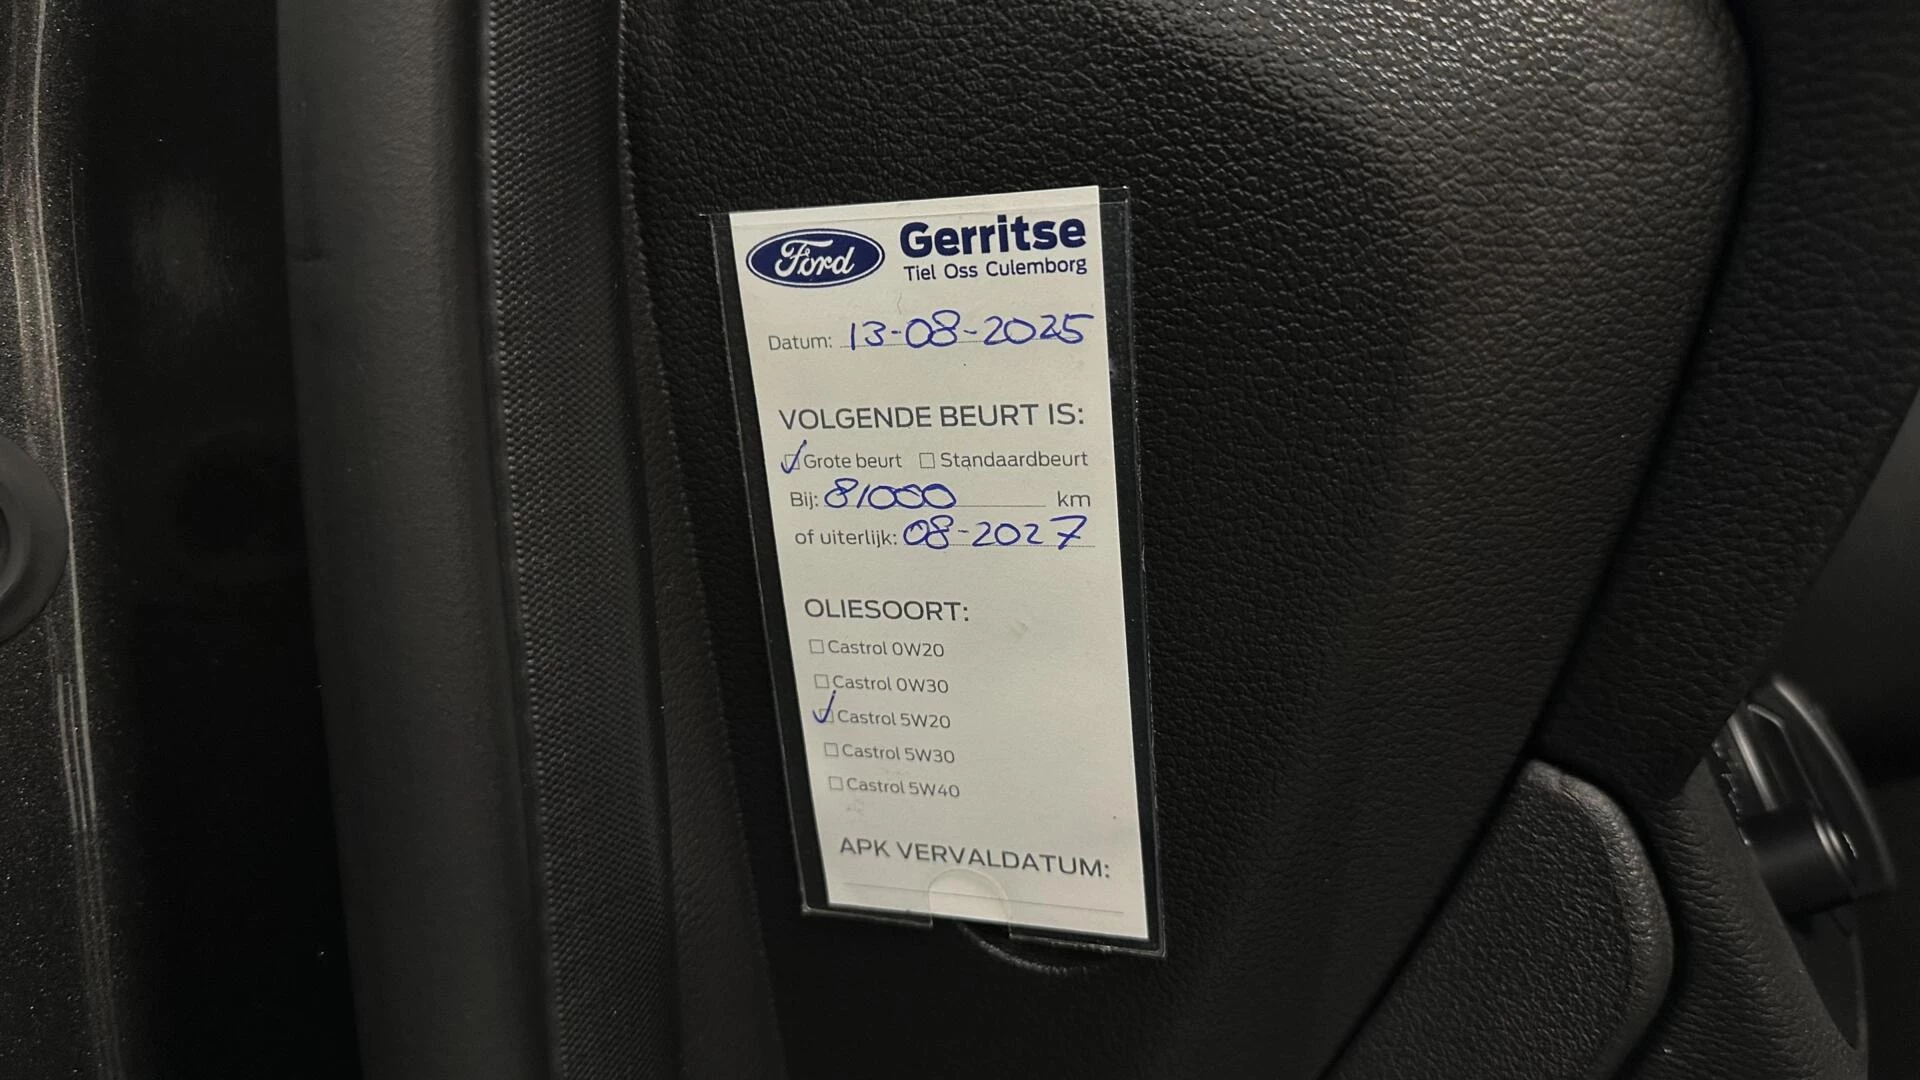 Ford Gerritse
Tiel Oss Culemborg
Datum: 13-08-2025
VOLGENDE BEURT IS:
Grote beurt Standaardbeurt
Bij: 81000 km
of uiterlijk: 08-2027
OLIESOORT:
Castrol 0W20
Castrol 0W30
Castrol 5W20
Castrol 5W30
Castrol 5W40
APK VERVALDATUM: